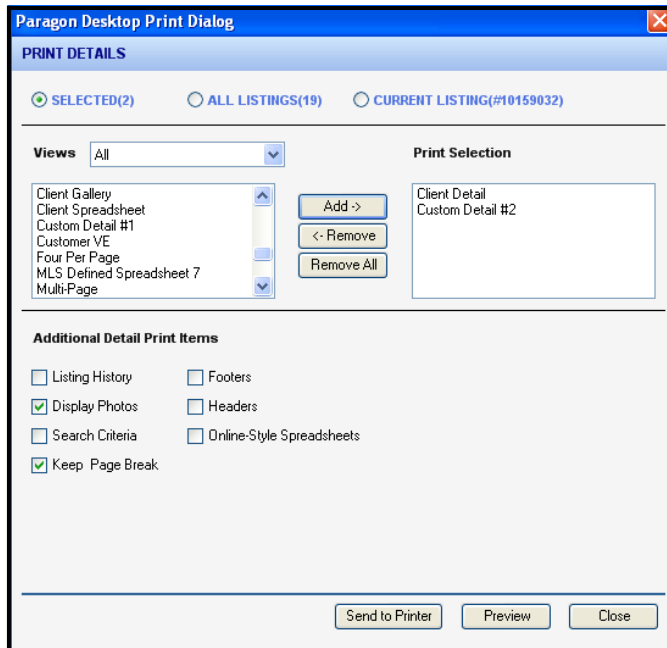 Paragon Desktop Print Dialog
PRINT DETAILS
SELECTED(2) ALL LISTINGS(19) CURRENT LISTING(#10159032)
Views All Print Selection
Client Gallery
Client Spreadsheet
Custom Detail #1
Customer VE
Four Per Page
MLS Defined Spreadsheet 7
Multi-Page
Add ->
<- Remove
Remove All
Client Detail
Custom Detail #2
Additional Detail Print Items
Listing History Footers
Display Photos Headers
Search Criteria Online-Style Spreadsheets
Keep Page Break
Send to Printer Preview Close